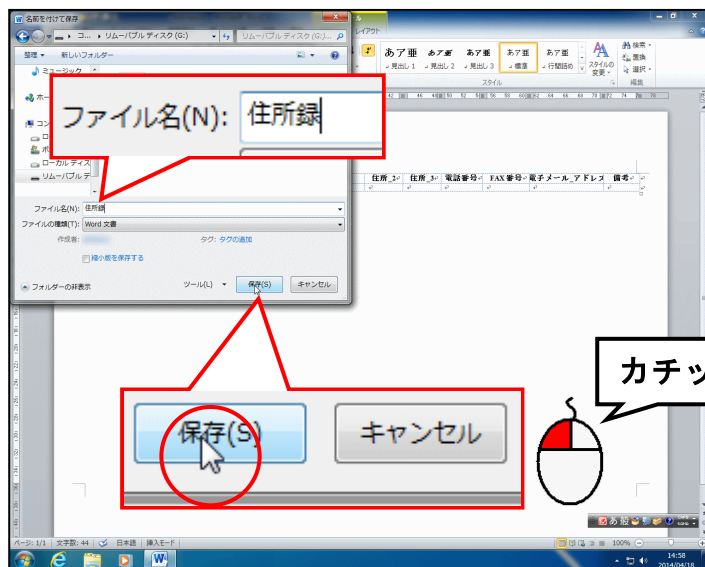 名前を付けて保存
コ... リムーバブル ディスク (G:)
リムーバブル ディスク (G:)...
整理 新しいフォルダー
ミュージック
ファイル名(N): 住所録
ローカル ディス
リムーバブル デ
ファイル名(N): 住所録
ファイルの種類(T): Word 文書
作成者: タグ: タグの追加
縮小版を保存する
フォルダーの非表示 ツール(L) 保存(S) キャンセル
あア亜 あア亜 あア亜 あア亜 あア亜
見出し 1 見出し 2 見出し 3 標準 行間詰め
スタイルの
変更
検索
置換
選択
スタイル 編集
住所_2 住所_3 電話番号 FAX 番号 電子メール_アドレス 備考
保存(S) キャンセル
カチッ
あ 般
ページ: 1/1 文字数: 44 日本語 挿入モード 100%
14:58
2014/04/18